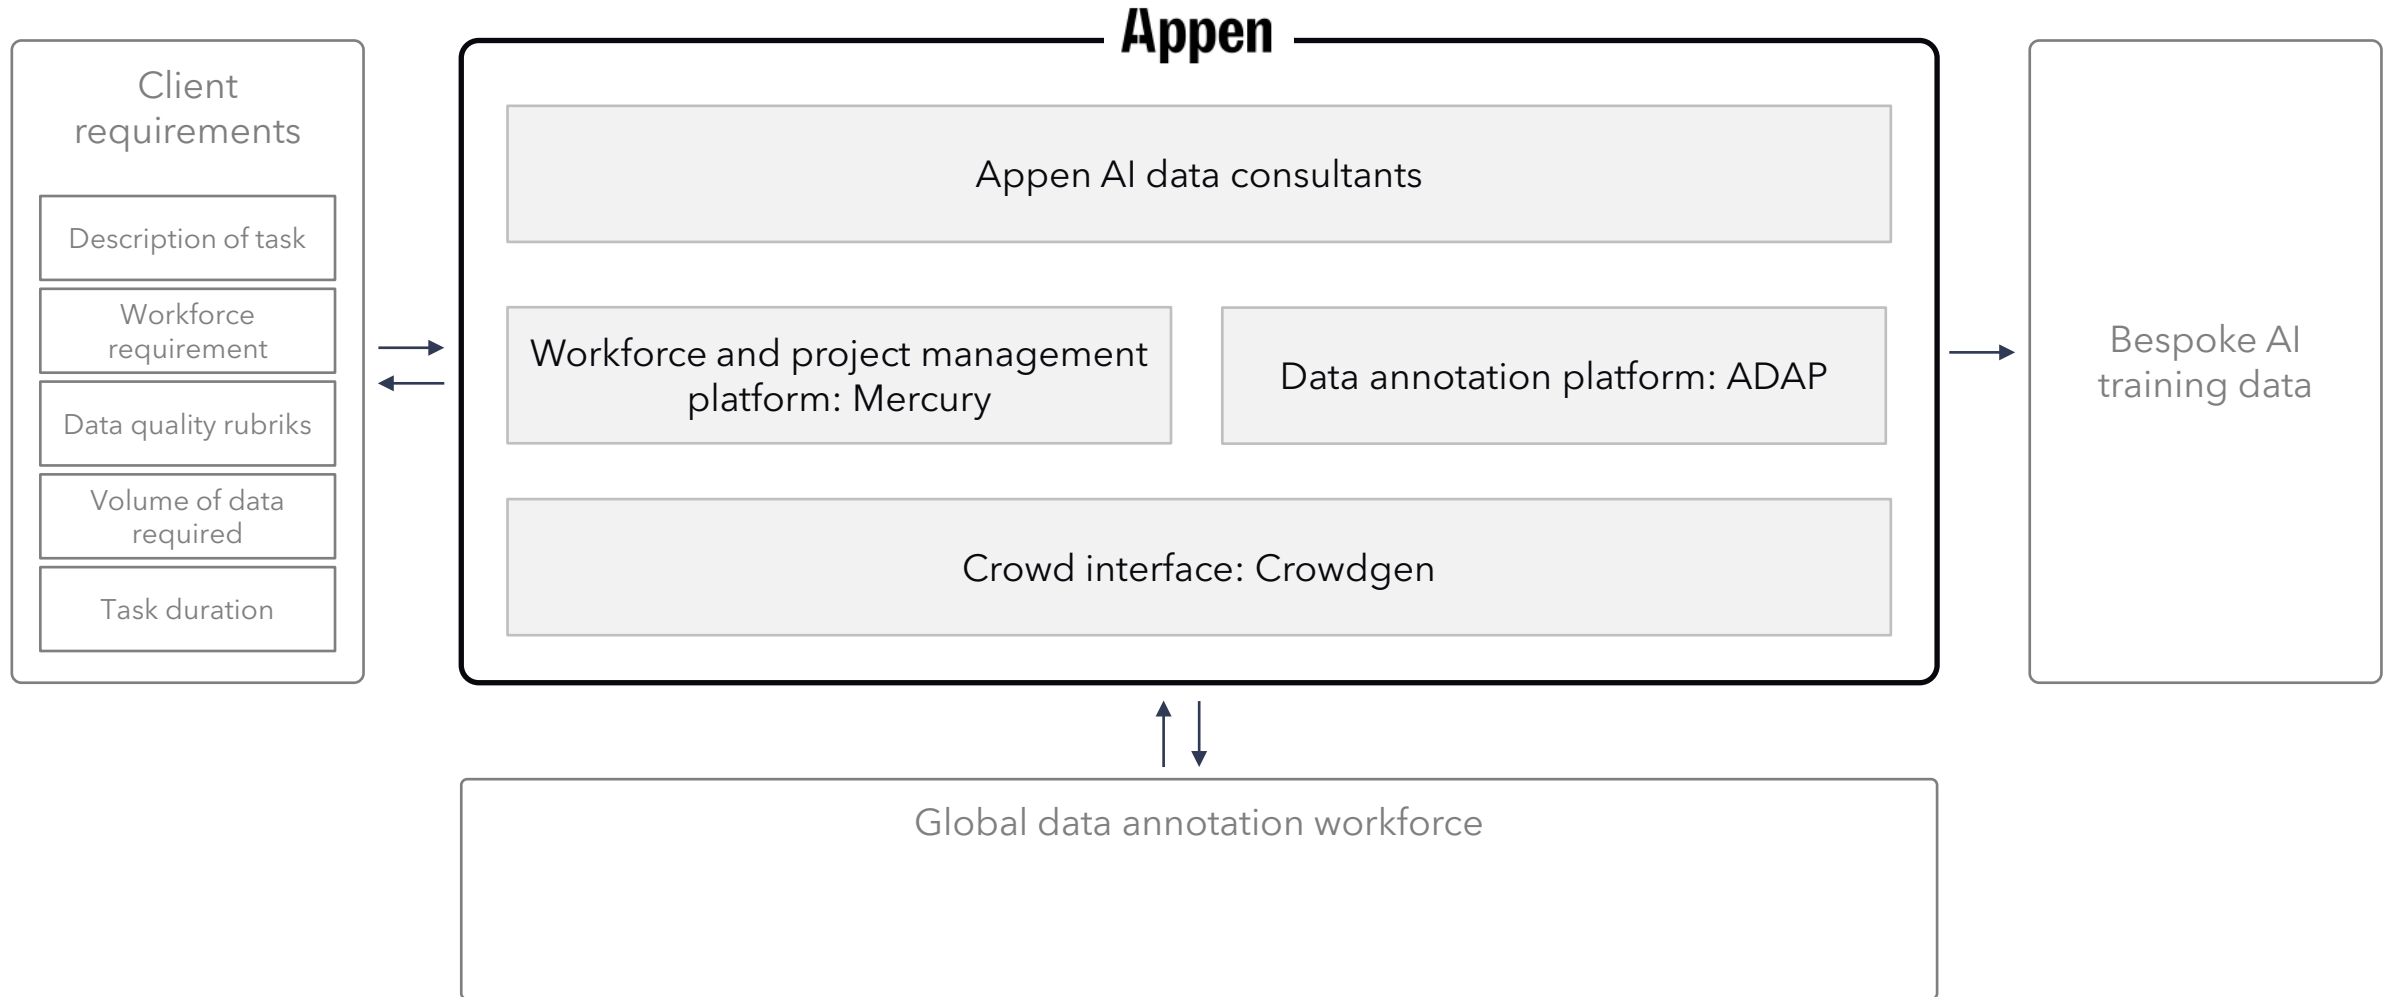 Appen
Client
requirements
Description of task
Workforce
requirement
Data quality rubriks
Volume of data
required
Task duration
Appen AI data consultants
Workforce and project management
platform: Mercury
Data annotation platform: ADAP
Crowd interface: Crowdgen
Bespoke AI
training data
Global data annotation workforce